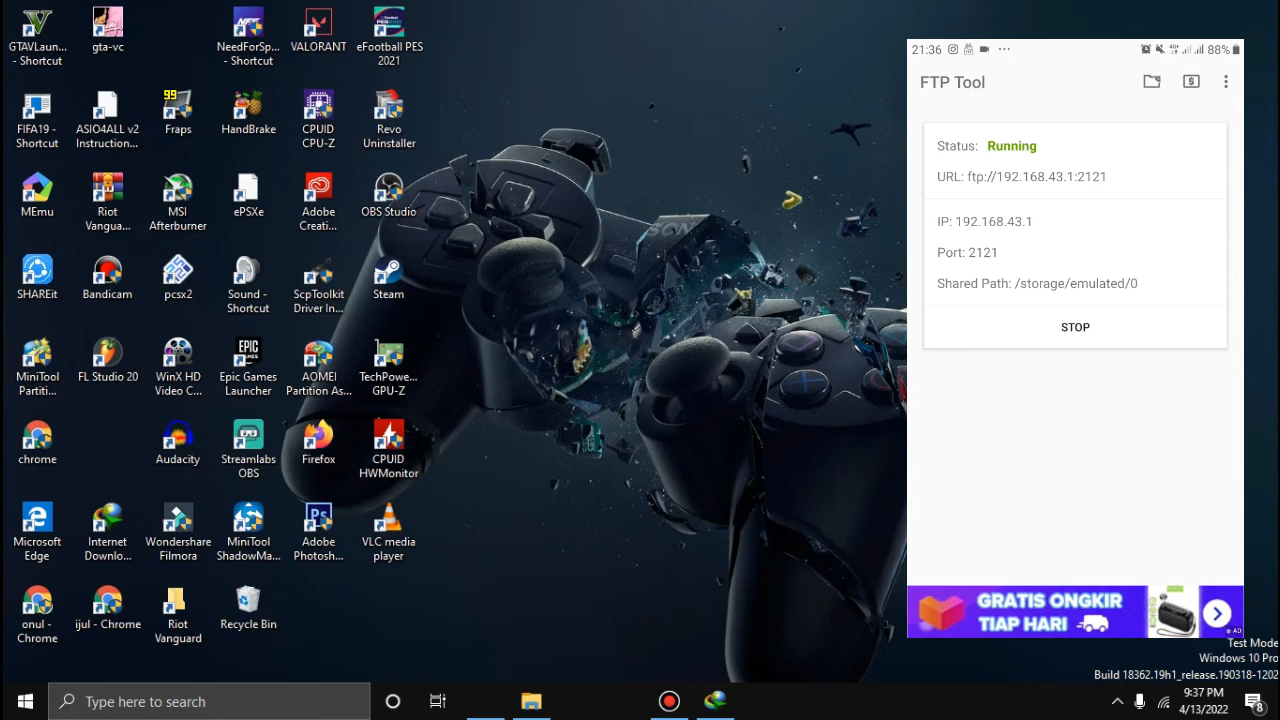 GTAVLaun...
- Shortcut
gta-vc
NeedForSp...
- Shortcut
VALORANT
eFootball PES
2021
FIFA19 -
Shortcut
ASIO4ALL v2
Instruction...
99
Fraps
HandBrake
CPUID
CPU-Z
Revo
Uninstaller
MEmu
Riot
Vangua...
MSI
Afterburner
ePSXe
Adobe
Creati...
OBS Studio
SHAREit
Bandicam
pcsx2
Sound -
Shortcut
ScpToolkit
Driver In...
Steam
MiniTool
Partiti...
FL Studio 20
WinX HD
Video C...
EPIC
GAMES
Epic Games
Launcher
AOMEI
Partition As...
TechPowe...
GPU-Z
chrome
Audacity
Streamlabs
OBS
Firefox
CPUID
HWMonitor
Microsoft
Edge
Internet
Downlo...
Wondershare
Filmora
MiniTool
ShadowMa...
Ps
Adobe
Photosh...
VLC media
player
onul -
Chrome
ijul - Chrome
Riot
Vanguard
Recycle Bin
SONY
21:36
88%
FTP Tool
Status: Running
URL: ftp://192.168.43.1:2121
IP: 192.168.43.1
Port: 2121
Shared Path: /storage/emulated/0
STOP
GRATIS ONGKIR
TIAP HARI
AD
Test Mode
Windows 10 Pro
Build 18362.19h1_release.190318-1202
Type here to search
9:37 PM
4/13/2022
8